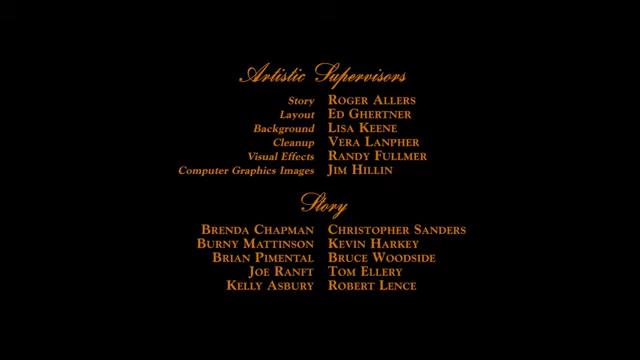 Artistic Supervisors
Story ROGER ALLERS
Layout ED GHERTNER
Background LISA KEENE
Cleanup VERA LANPHER
Visual Effects RANDY FULLMER
Computer Graphics Images JIM HILLIN
Story
BRENDA CHAPMAN CHRISTOPHER SANDERS
BURNY MATTINSON KEVIN HARKEY
BRIAN PIMENTAL BRUCE WOODSIDE
JOE RANFT TOM ELLERY
KELLY ASBURY ROBERT LENCE